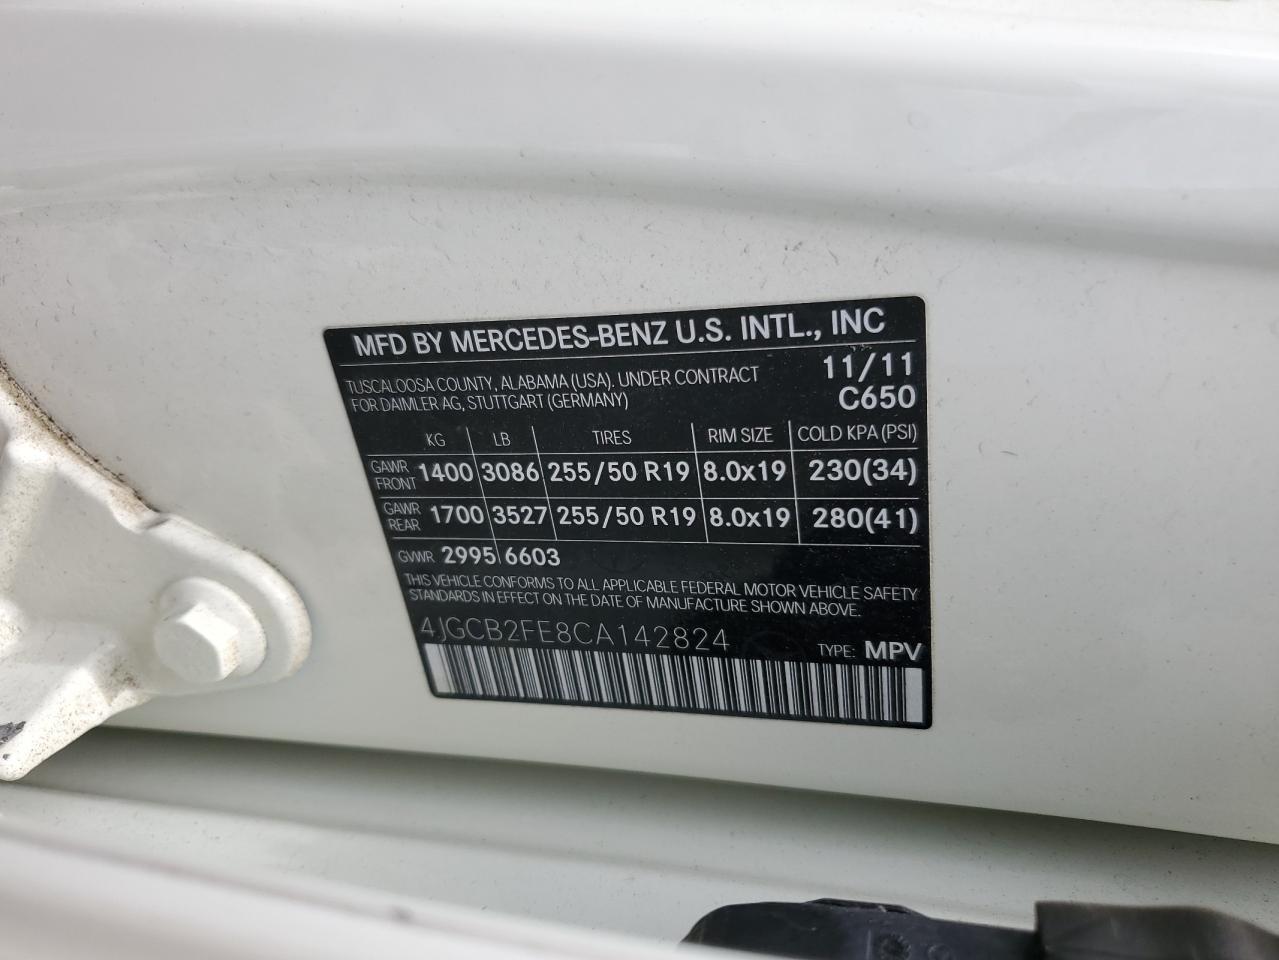 MFD BY MERCEDES-BENZ U.S. INTL., INC
TUSCALOOSA COUNTY, ALABAMA (USA). UNDER CONTRACT 11/11
FOR DAIMLER AG, STUTTGART (GERMANY) C650
KG LB TIRES RIM SIZE COLD KPA (PSI)
GAWR FRONT 1400 3086 255/50 R19 8.0x19 230(34)
GAWR REAR 1700 3527 255/50 R19 8.0x19 280(41)
GVWR 2995 6603
THIS VEHICLE CONFORMS TO ALL APPLICABLE FEDERAL MOTOR VEHICLE SAFETY
STANDARDS IN EFFECT ON THE DATE OF MANUFACTURE SHOWN ABOVE.
4JGCB2FE8CA142824 TYPE: MPV